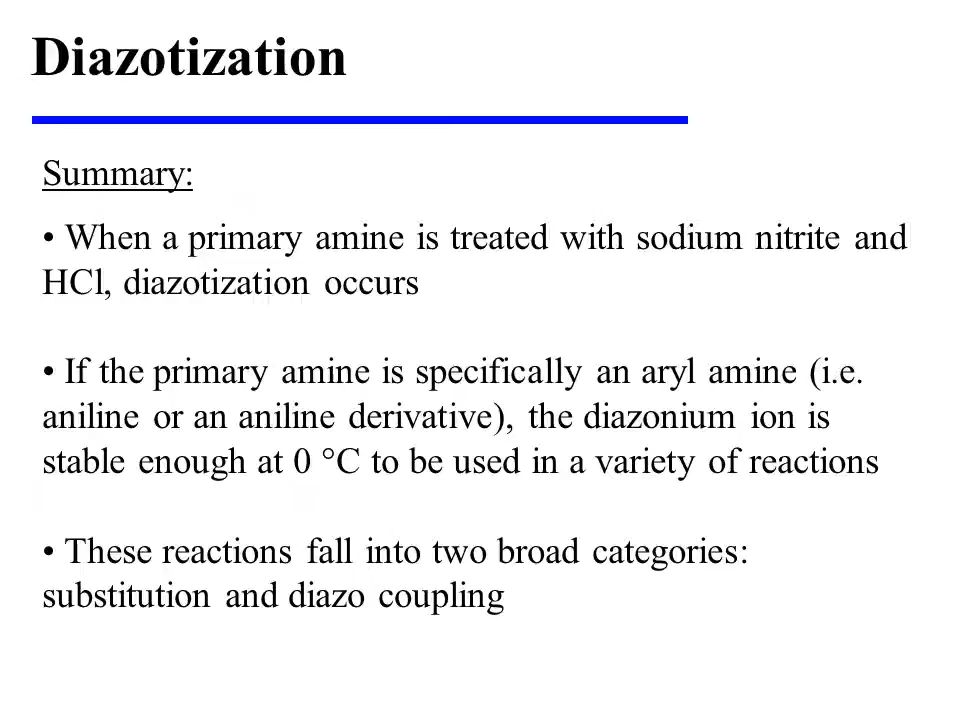 Diazotization
Summary:
• When a primary amine is treated with sodium nitrite and
HCl, diazotization occurs
• If the primary amine is specifically an aryl amine (i.e.
aniline or an aniline derivative), the diazonium ion is
stable enough at 0 °C to be used in a variety of reactions
• These reactions fall into two broad categories:
substitution and diazo coupling